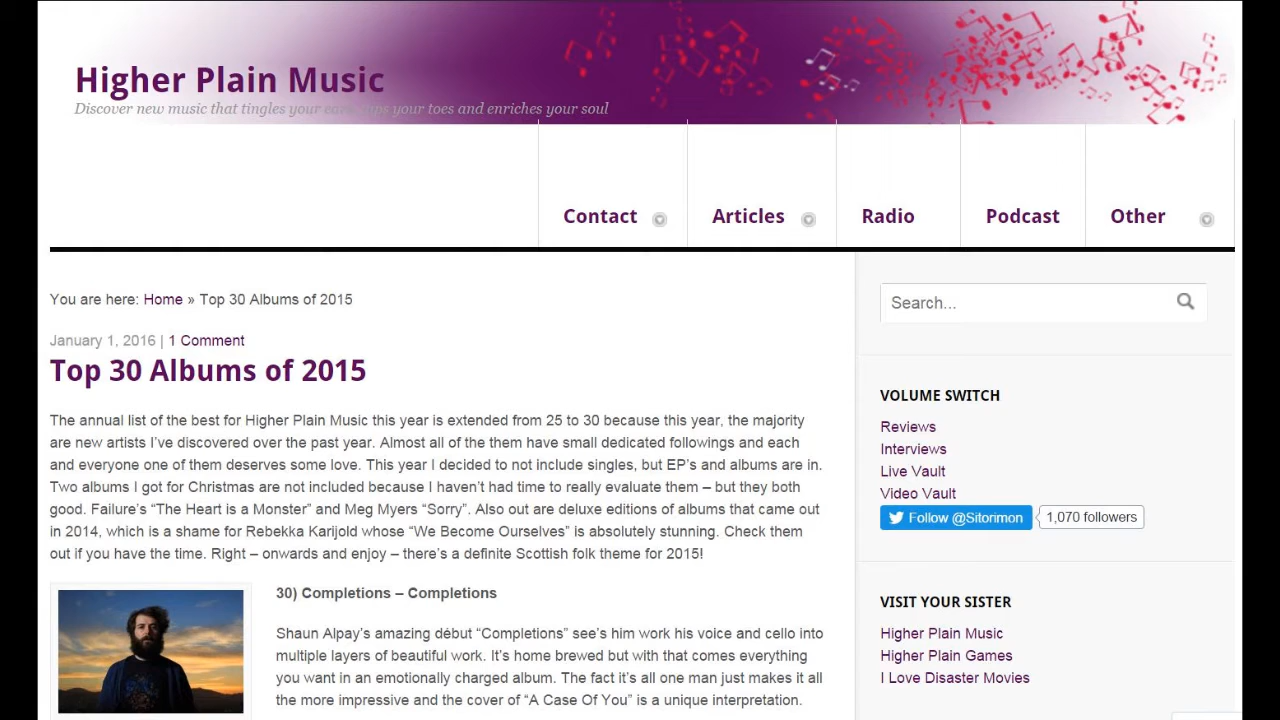 Higher Plain Music
Discover new music that tingles your ears, taps your toes and enriches your soul
Contact
Articles
Radio
Podcast
Other
You are here: Home » Top 30 Albums of 2015
January 1, 2016 | 1 Comment
Top 30 Albums of 2015
The annual list of the best for Higher Plain Music this year is extended from 25 to 30 because this year, the majority
are new artists I've discovered over the past year. Almost all of the them have small dedicated followings and each
and everyone one of them deserves some love. This year I decided to not include singles, but EP's and albums are in.
Two albums I got for Christmas are not included because I haven't had time to really evaluate them – but they both
good. Failure's “The Heart is a Monster” and Meg Myers “Sorry”. Also out are deluxe editions of albums that came out
in 2014, which is a shame for Rebekka Karijold whose “We Become Ourselves” is absolutely stunning. Check them
out if you have the time. Right – onwards and enjoy – there's a definite Scottish folk theme for 2015!
30) Completions – Completions
Shaun Alpay's amazing debut “Completions” see's him work his voice and cello into
multiple layers of beautiful work. It's home brewed but with that comes everything
you want in an emotionally charged album. The fact it's all one man just makes it all
the more impressive and the cover of “A Case Of You” is a unique interpretation.
Search...
VOLUME SWITCH
Reviews
Interviews
Live Vault
Video Vault
Follow @Sitorimon 1,070 followers
VISIT YOUR SISTER
Higher Plain Music
Higher Plain Games
I Love Disaster Movies